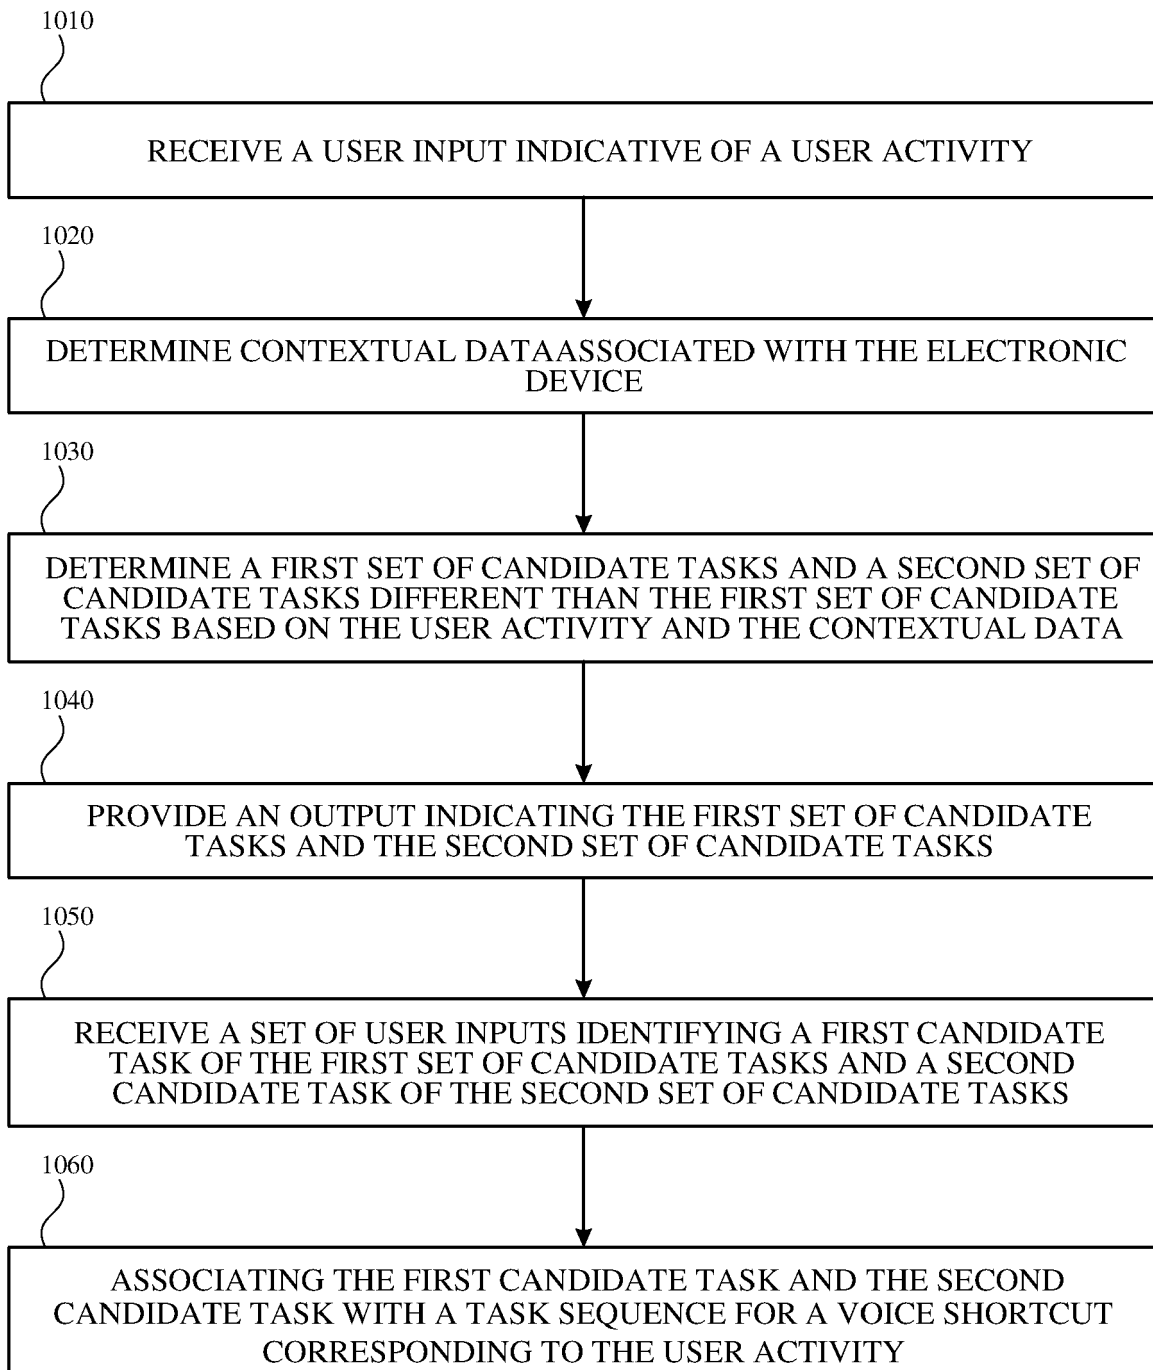 1010
RECEIVE A USER INPUT INDICATIVE OF A USER ACTIVITY
1020
DETERMINE CONTEXTUAL DATAASSOCIATED WITH THE ELECTRONIC
DEVICE
1030
DETERMINE A FIRST SET OF CANDIDATE TASKS AND A SECOND SET OF
CANDIDATE TASKS DIFFERENT THAN THE FIRST SET OF CANDIDATE
TASKS BASED ON THE USER ACTIVITY AND THE CONTEXTUAL DATA
1040
PROVIDE AN OUTPUT INDICATING THE FIRST SET OF CANDIDATE
TASKS AND THE SECOND SET OF CANDIDATE TASKS
1050
RECEIVE A SET OF USER INPUTS IDENTIFYING A FIRST CANDIDATE
TASK OF THE FIRST SET OF CANDIDATE TASKS AND A SECOND
CANDIDATE TASK OF THE SECOND SET OF CANDIDATE TASKS
1060
ASSOCIATING THE FIRST CANDIDATE TASK AND THE SECOND
CANDIDATE TASK WITH A TASK SEQUENCE FOR A VOICE SHORTCUT
CORRESPONDING TO THE USER ACTIVITY